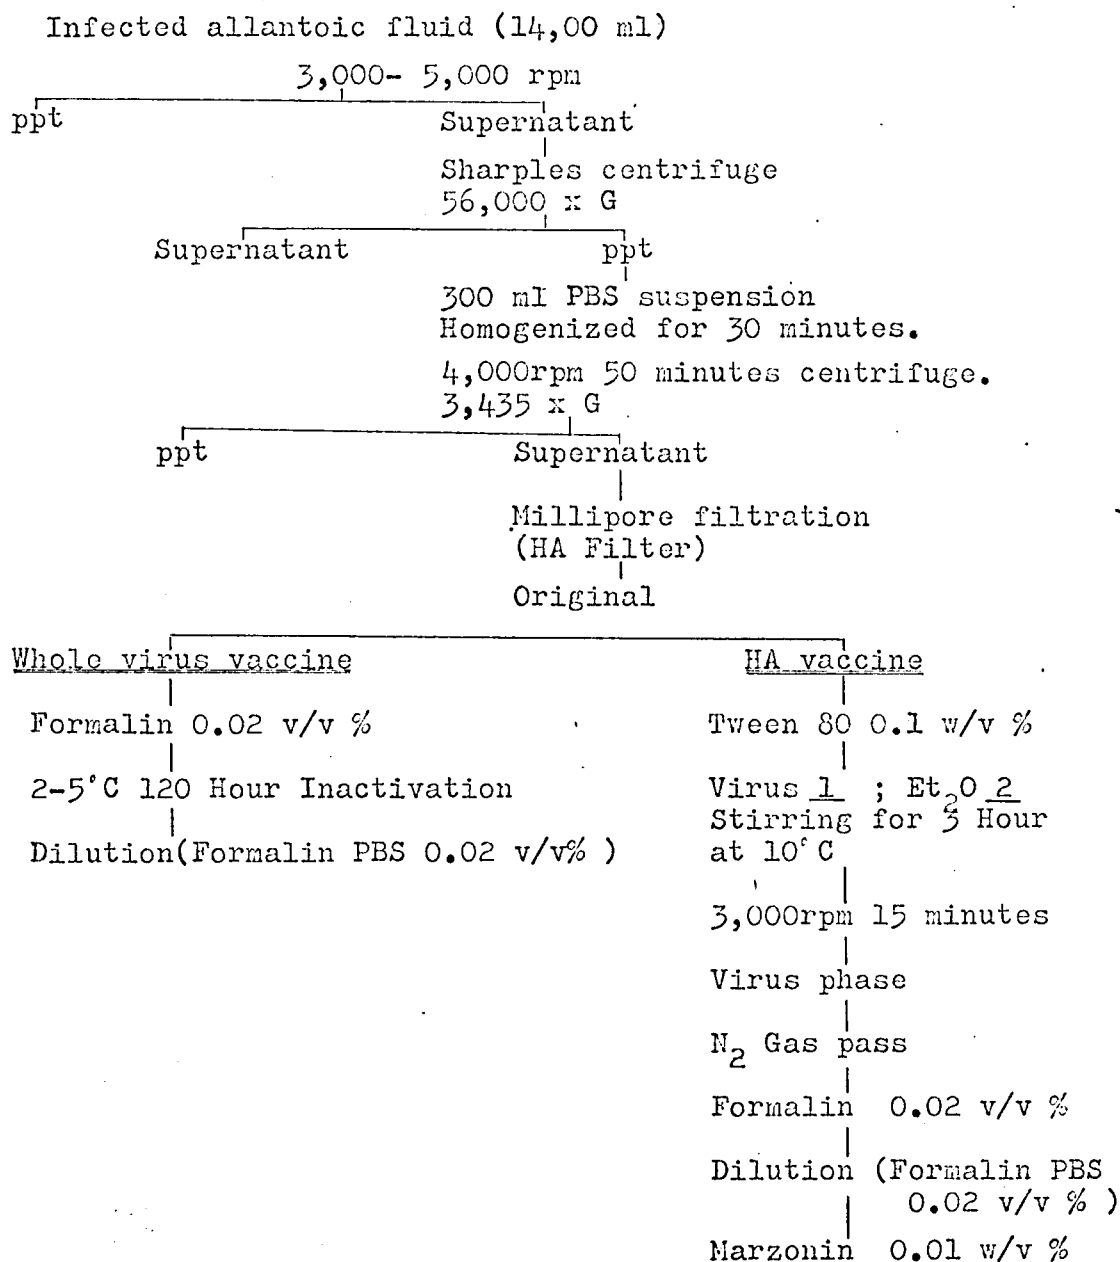 Infected allantoic fluid (14,00 ml)
3,000- 5,000 rpm
ppt Supernatant
Sharples centrifuge
56,000 x G
Supernatant ppt
300 ml PBS suspension
Homogenized for 30 minutes.
4,000rpm 50 minutes centrifuge.
3,435 x G
ppt Supernatant
Millipore filtration
(HA Filter)
Original
Whole virus vaccine
Formalin 0.02 v/v %
2-5°C 120 Hour Inactivation
Dilution(Formalin PBS 0.02 v/v% )
HA vaccine
Tween 80 0.1 w/v %
Virus 1 ; Et2O 2
Stirring for 3 Hour
at 10°C
3,000rpm 15 minutes
Virus phase
N2 Gas pass
Formalin 0.02 v/v %
Dilution (Formalin PBS
0.02 v/v % )
Marzonin 0.01 w/v %